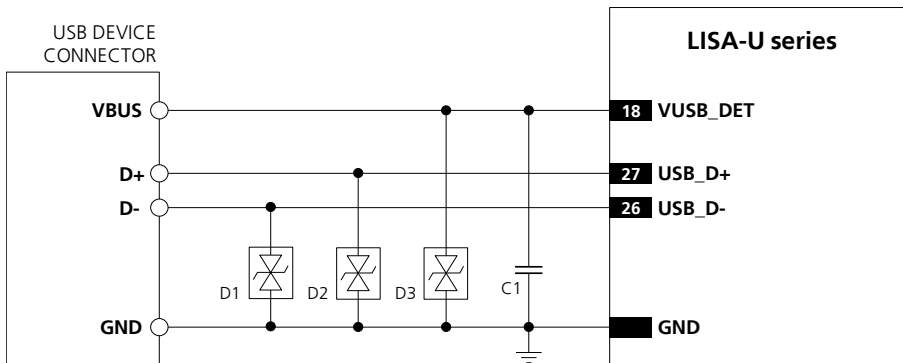 USB DEVICE
CONNECTOR
LISA-U series
VBUS
18 VUSB_DET
D+
27 USB_D+
D-
26 USB_D-
D1
D2
D3
C1
GND
GND